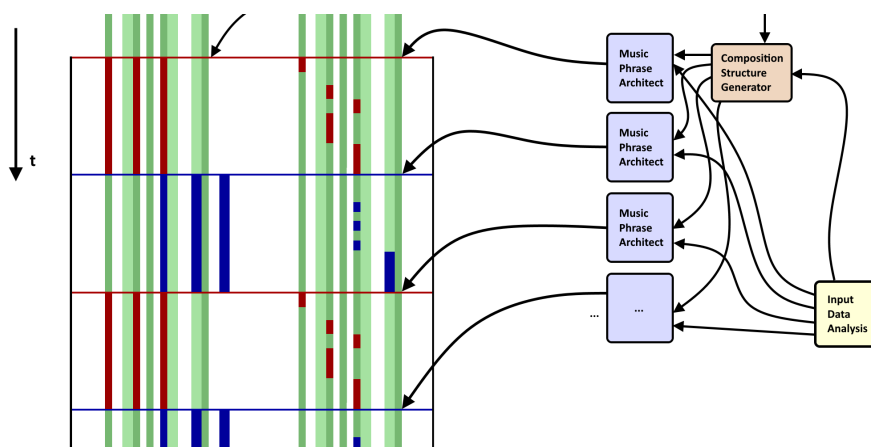 t
Music
Phrase
Architect
Composition
Structure
Generator
Music
Phrase
Architect
Music
Phrase
Architect
... ...
Input
Data
Analysis